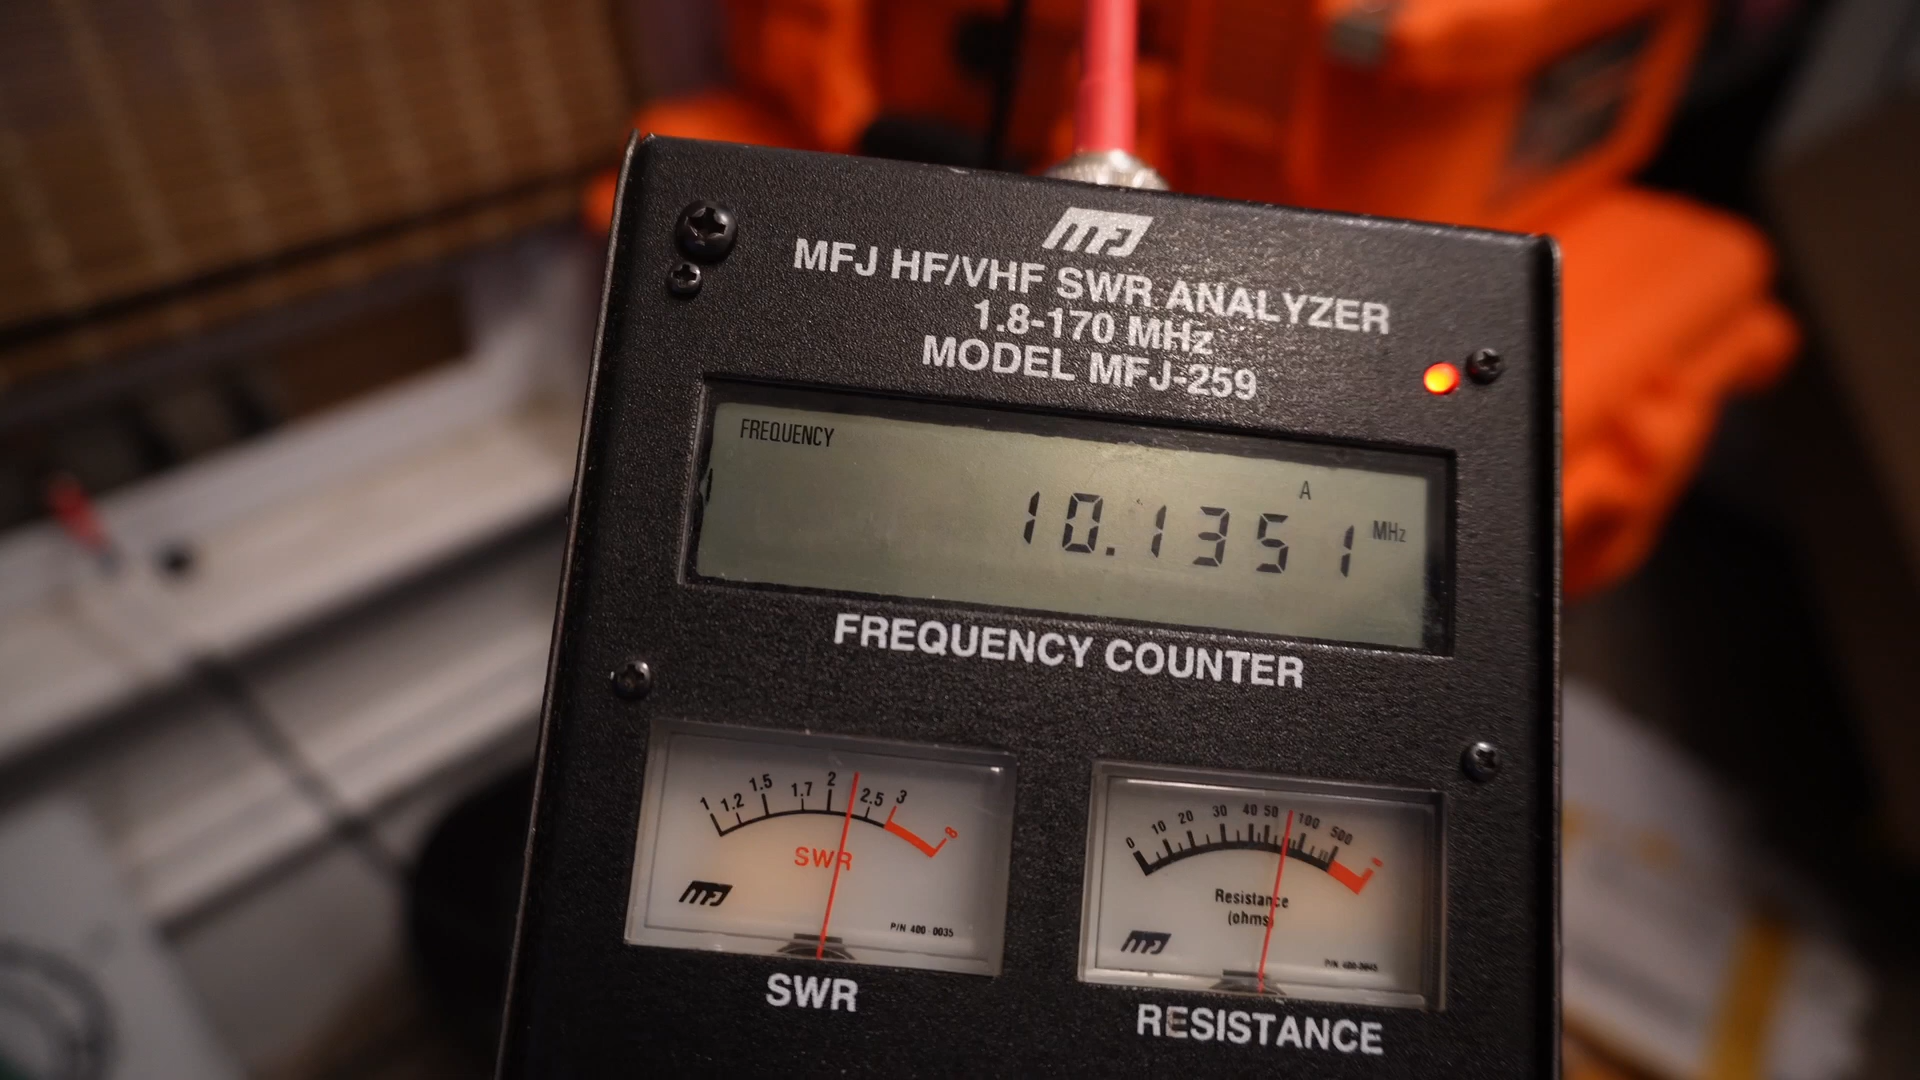 MFJ
MFJ HF/VHF SWR ANALYZER
1.8-170 MHz
MODEL MFJ-259
FREQUENCY
A
10.1351 MHz
FREQUENCY COUNTER
1 1.2 1.5 1.7 2 2.5 3 ∞
SWR
MFJ
P/N 400-0035
SWR
0 10 20 30 40 50 100 500
Resistance
(ohms)
MFJ
RESISTANCE